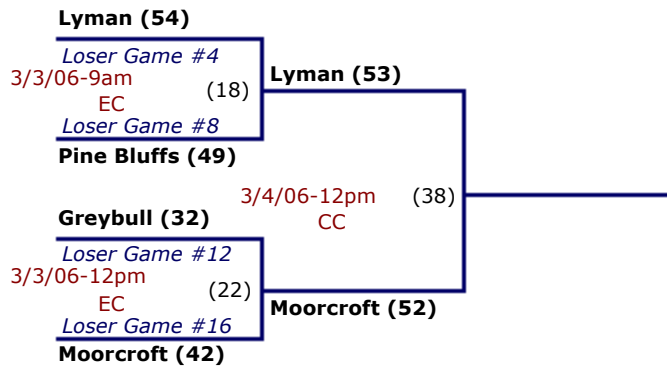 Lyman (54)
Loser Game #4
3/3/06-9am
EC
(18)
Loser Game #8
Pine Bluffs (49)
Lyman (53)
3/4/06-12pm
CC
(38)
Greybull (32)
Loser Game #12
3/3/06-12pm
EC
(22)
Loser Game #16
Moorcroft (42)
Moorcroft (52)